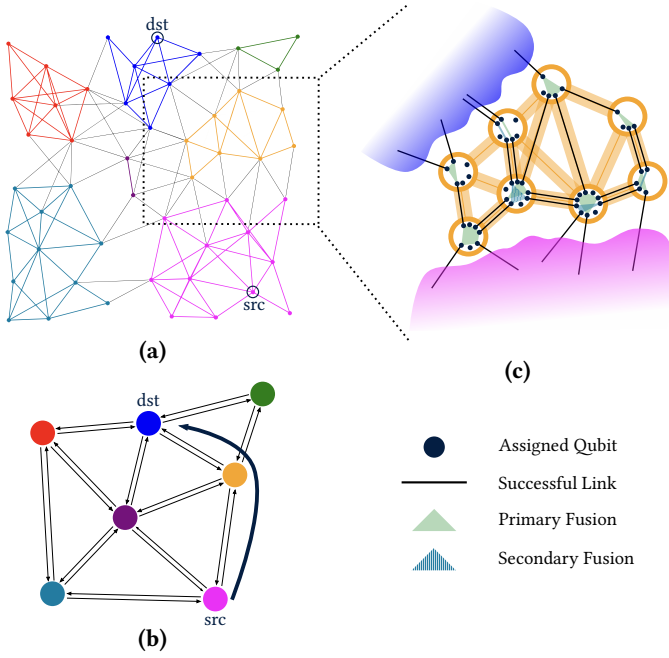 dst
src
(a)
(c)
dst
src
(b)
Assigned Qubit
Successful Link
Primary Fusion
Secondary Fusion